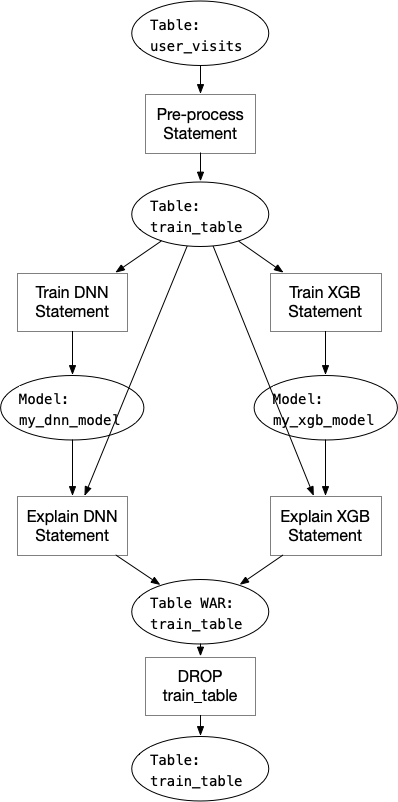 Table:
user_visits
Pre-process
Statement
Table:
train_table
Train DNN
Statement
Train XGB
Statement
Model:
my_dnn_model
Model:
my_xgb_model
Explain DNN
Statement
Explain XGB
Statement
Table WAR:
train_table
DROP
train_table
Table:
train_table